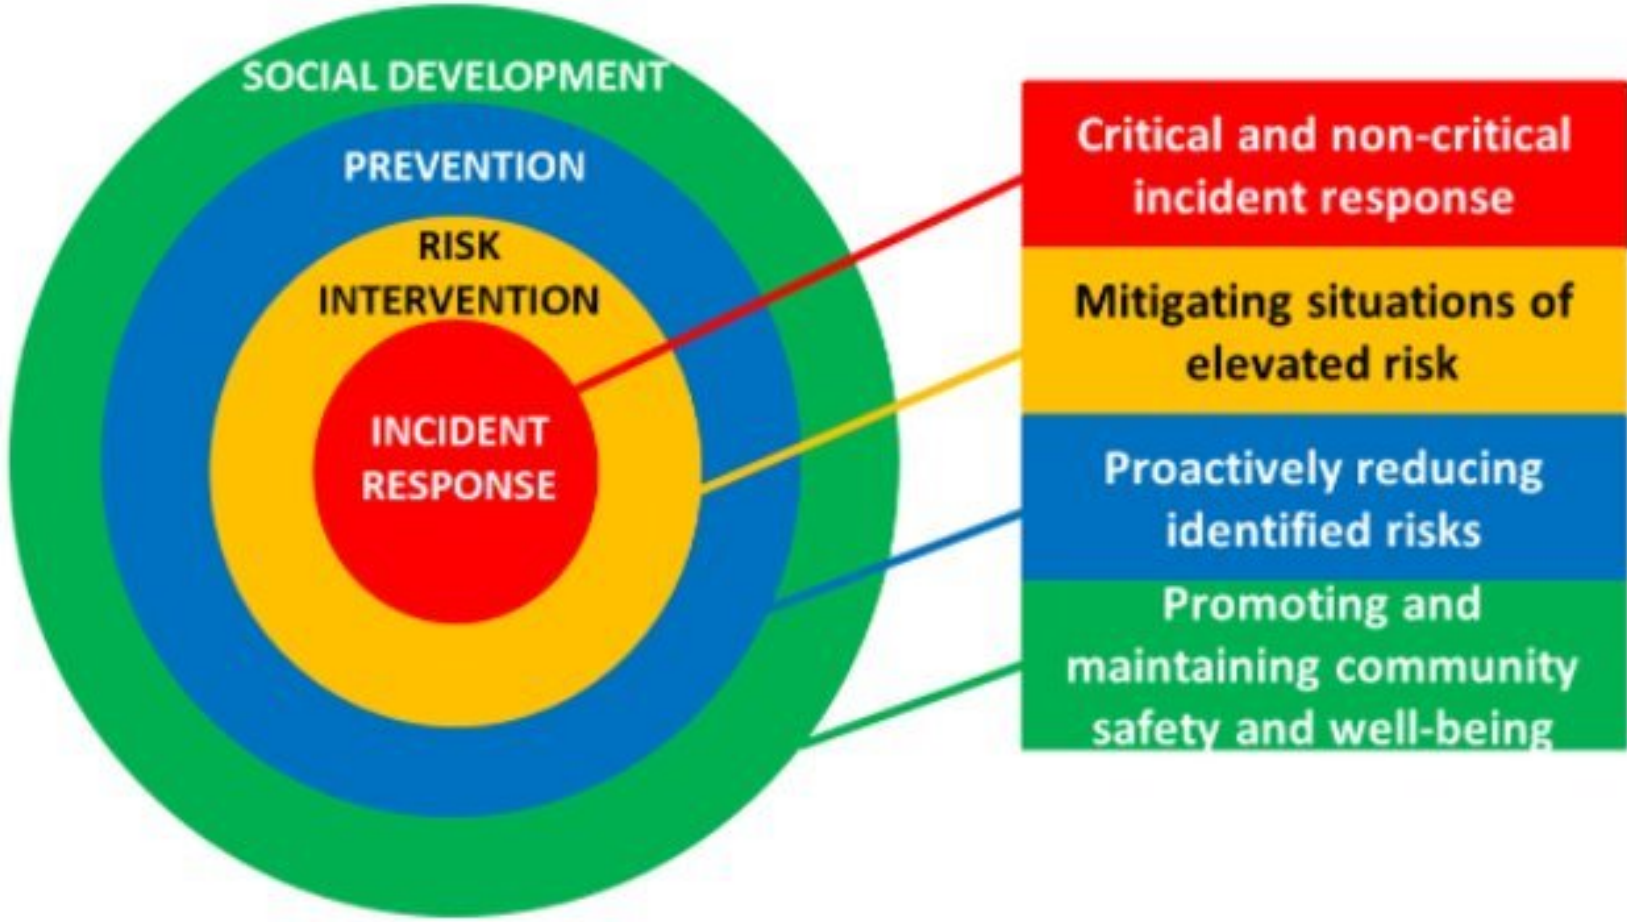 SOCIAL DEVELOPMENT
PREVENTION
RISK
INTERVENTION
INCIDENT
RESPONSE
Critical and non-critical
incident response
Mitigating situations of
elevated risk
Proactively reducing
identified risks
Promoting and
maintaining community
safety and well-being